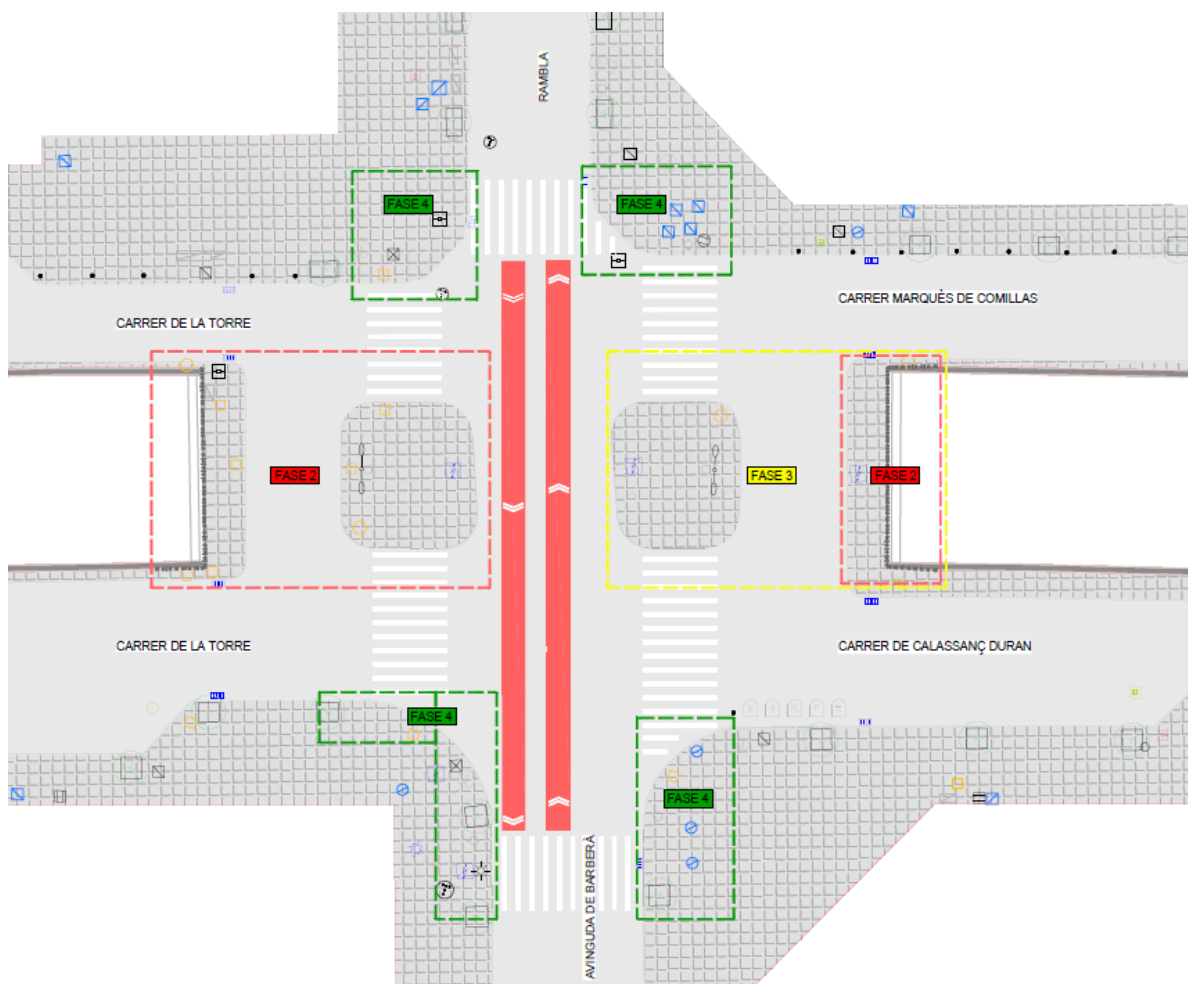 RAMBLA
FASE 4
FASE 4
CARRER MARQUÈS DE COMILLAS
CARRER DE LA TORRE
FASE 2
FASE 3
FASE 2
CARRER DE LA TORRE
CARRER DE CALASSANÇ DURAN
FASE 4
FASE 4
AVINGUDA DE BARBERÀ